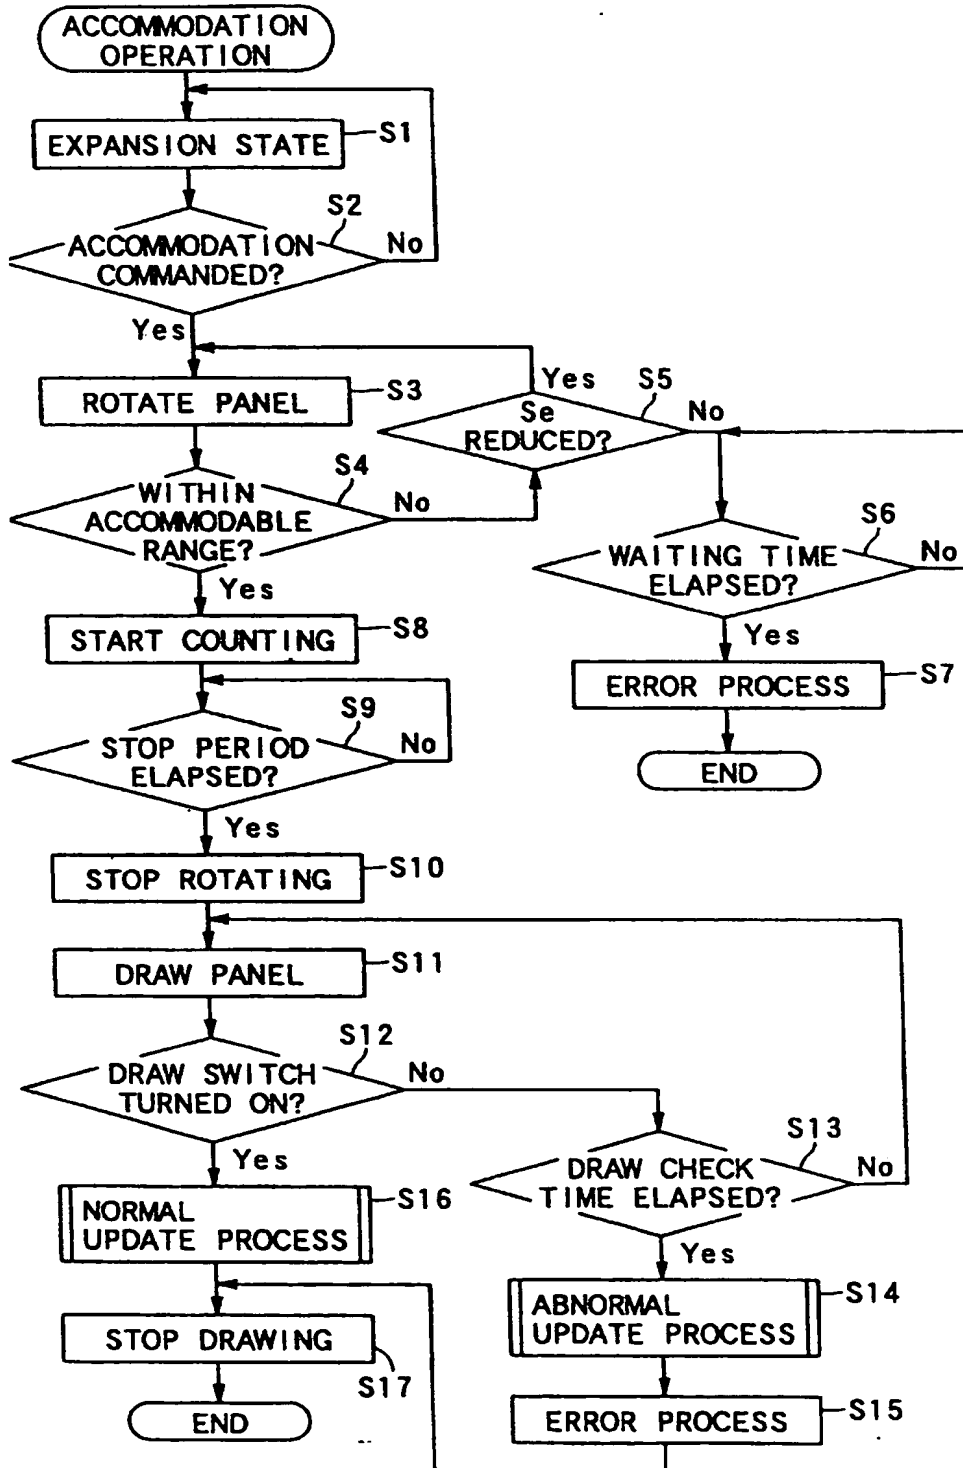 ACCOMMODATION
OPERATION
EXPANSION STATE
S1
S2
ACCOMMODATION
COMMANDED?
No
Yes
ROTATE PANEL
S3
Yes
S5
Se
REDUCED?
No
S4
WITHIN
ACCOMMODABLE
RANGE?
No
Yes
S6
WAITING TIME
ELAPSED?
No
Yes
START COUNTING
S8
ERROR PROCESS
S7
END
S9
STOP PERIOD
ELAPSED?
No
Yes
STOP ROTATING
S10
DRAW PANEL
S11
S12
DRAW SWITCH
TURNED ON?
No
Yes
S13
DRAW CHECK
TIME ELAPSED?
No
Yes
NORMAL
UPDATE PROCESS
S16
ABNORMAL
UPDATE PROCESS
S14
STOP DRAWING
S17
END
ERROR PROCESS
S15